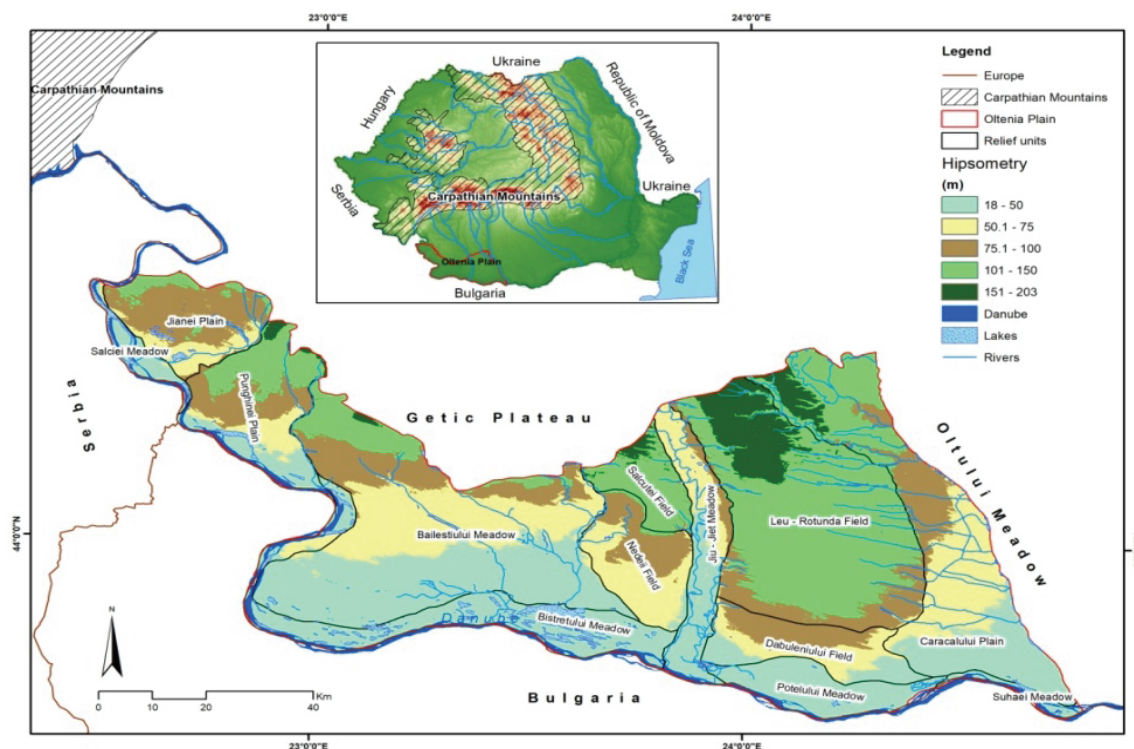 23°0'0"E
24°0'0"E
Carpathian Mountains
Ukraine
Hungary
Republic of Moldova
Serbia
Carpathian Mountains
Ukraine
Oltenia Plain
Black Sea
Bulgaria
Legend
Europe
Carpathian Mountains
Oltenia Plain
Relief units
Hipsometry
(m)
18 - 50
50.1 - 75
75.1 - 100
101 - 150
151 - 203
Danube
Lakes
Rivers
Jianei Plain
Salciei Meadow
Punghinei Plain
Serbia
Getic Plateau
Oltului Meadow
Salcutei Field
Jiu - Jiet Meadow
Leu - Rotunda Field
44°0'0"N
Bailestiului Meadow
Nedeii Field
Danube
Bistretului Meadow
Dabuleniului Field
Caracalului Plain
Potelului Meadow
Suhaei Meadow
Bulgaria
N
Km
0
10
20
40
23°0'0"E
24°0'0"E